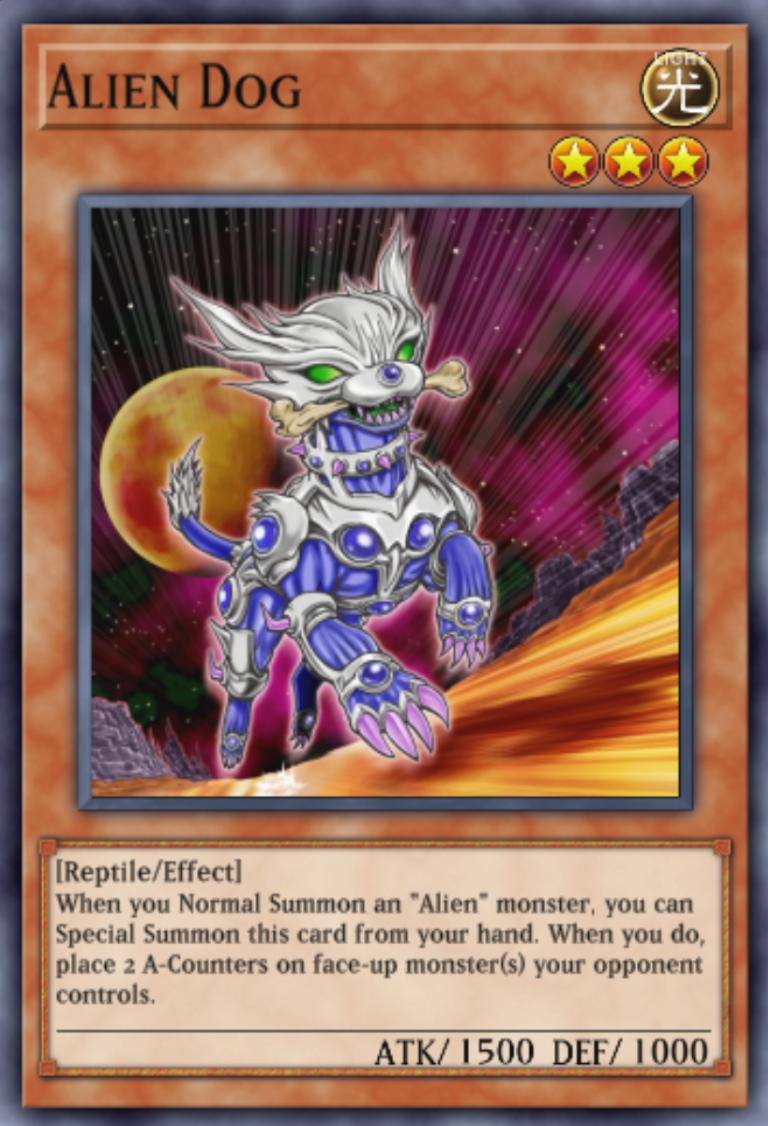 Alien Dog
LIGHT
光
[Reptile/Effect]
When you Normal Summon an "Alien" monster, you can
Special Summon this card from your hand. When you do,
place 2 A-Counters on face-up monster(s) your opponent
controls.
ATK/ 1500 DEF/ 1000